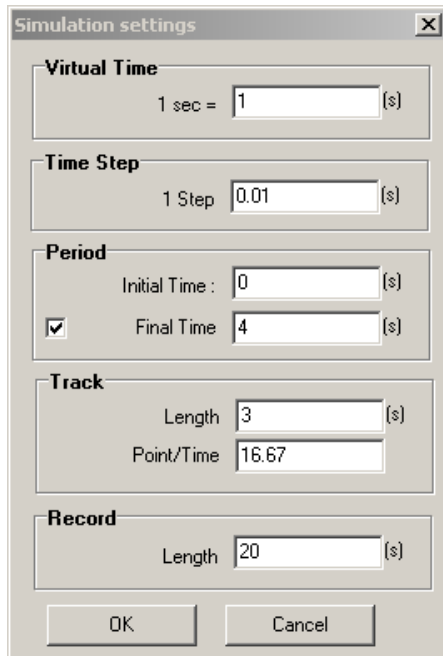 Simulation settings
Virtual Time
1 sec = 1 (s)
Time Step
1 Step 0.01 (s)
Period
Initial Time : 0 (s)
Final Time 4 (s)
Track
Length 3 (s)
Point/Time 16.67
Record
Length 20 (s)
OK Cancel